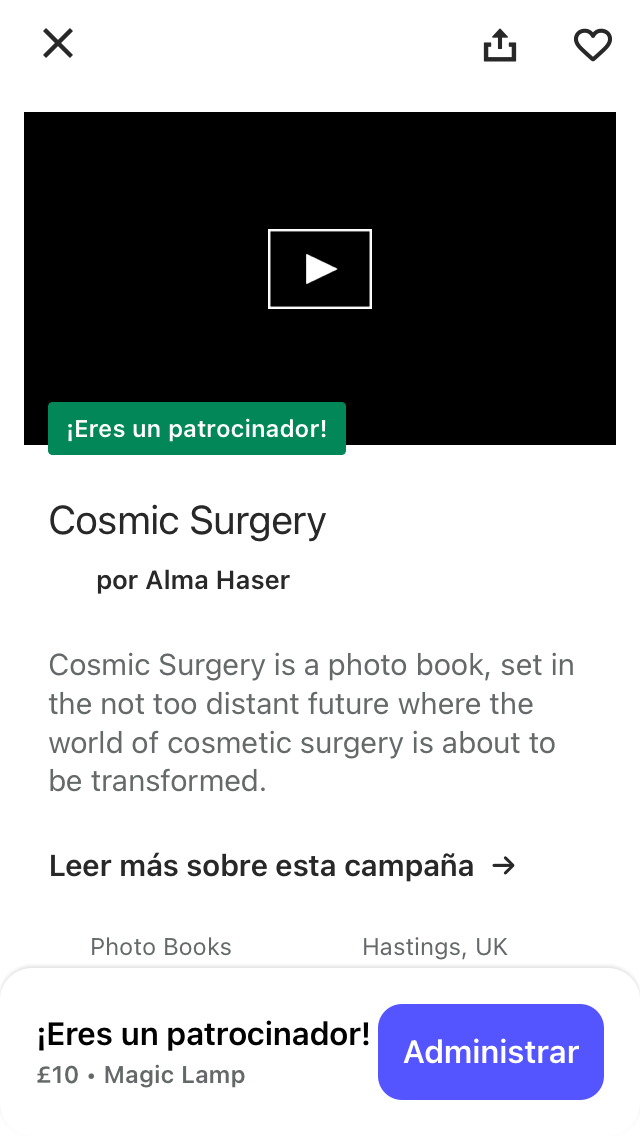 ¡Eres un patrocinador!
Cosmic Surgery
por Alma Haser
Cosmic Surgery is a photo book, set in
the not too distant future where the
world of cosmetic surgery is about to
be transformed.
Leer más sobre esta campaña →
Photo Books
Hastings, UK
¡Eres un patrocinador!
£10 • Magic Lamp
Administrar